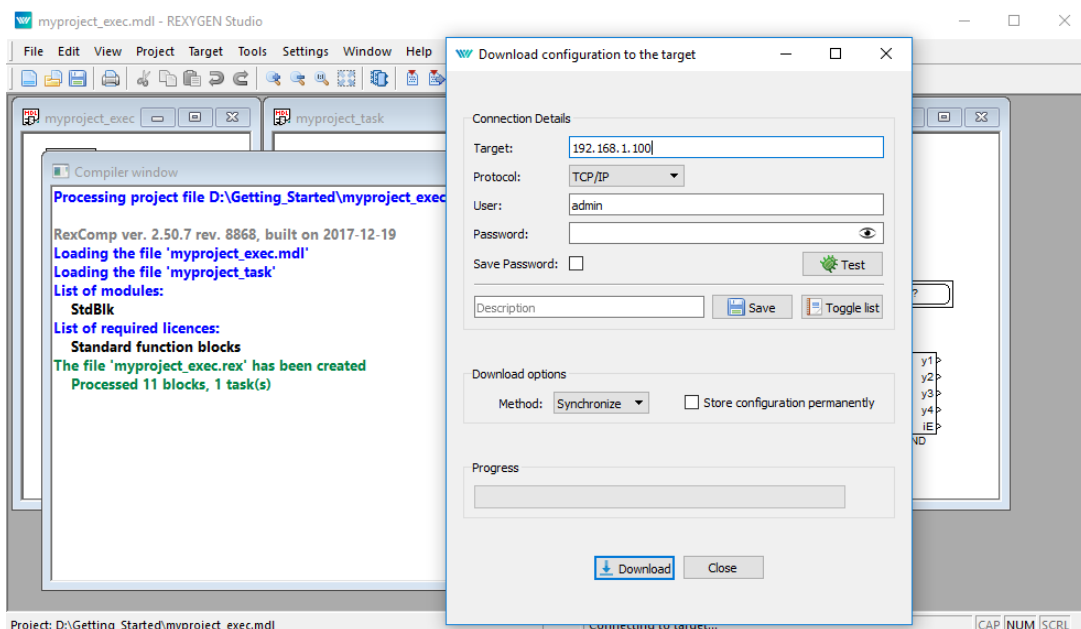 myproject_exec.mdl - REXYGEN Studio
File Edit View Project Target Tools Settings Window Help
myproject_exec
myproject_task
Compiler window
Processing project file D:\Getting_Started\myproject_exec
RexComp ver. 2.50.7 rev. 8868, built on 2017-12-19
Loading the file 'myproject_exec.mdl'
Loading the file 'myproject_task'
List of modules:
StdBlk
List of required licences:
Standard function blocks
The file 'myproject_exec.rex' has been created
Processed 11 blocks, 1 task(s)
Download configuration to the target
Connection Details
Target: 192.168.1.100
Protocol: TCP/IP
User: admin
Password:
Save Password: Test
Description Save Toggle list
Download options
Method: Synchronize Store configuration permanently
Progress
Download Close
?
y1
y2
y3
y4
iE
ND
Project: D:\Getting_Started\myproject_exec.mdl
Connecting to target...
CAP NUM SCRL